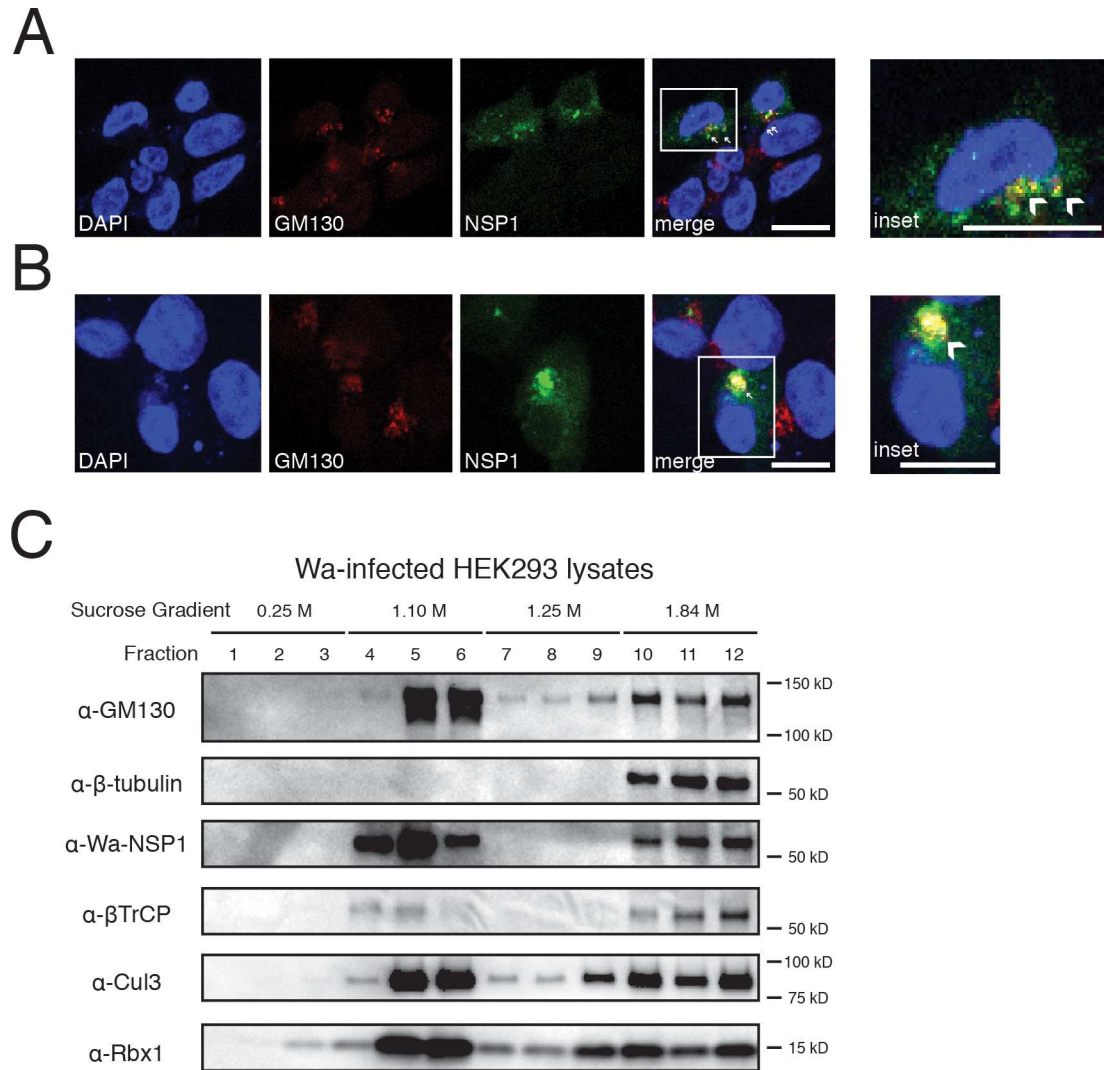 A
DAPI GM130 NSP1 merge inset
B
DAPI GM130 NSP1 merge inset
C
Wa-infected HEK293 lysates
Sucrose Gradient 0.25 M 1.10 M 1.25 M 1.84 M
Fraction 1 2 3 4 5 6 7 8 9 10 11 12
α-GM130 150 kD 100 kD
α-β-tubulin 50 kD
α-Wa-NSP1 50 kD
α-βTrCP 50 kD
α-Cul3 100 kD 75 kD
α-Rbx1 15 kD